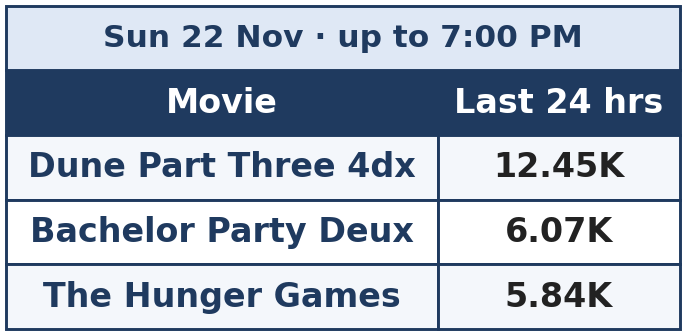 Sun 22 Nov · up to 7:00 PM
Movie Last 24 hrs
Dune Part Three 4dx 12.45K
Bachelor Party Deux 6.07K
The Hunger Games 5.84K